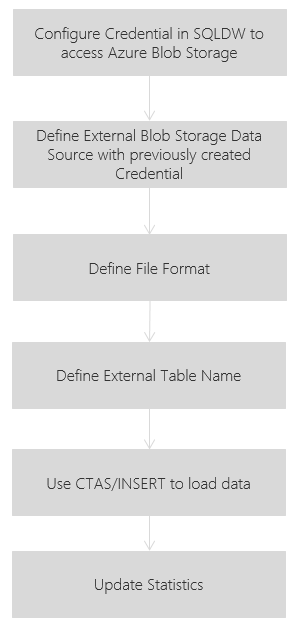 Configure Credential in SQLDW to
access Azure Blob Storage
Define External Blob Storage Data
Source with previously created
Credential
Define File Format
Define External Table Name
Use CTAS/INSERT to load data
Update Statistics